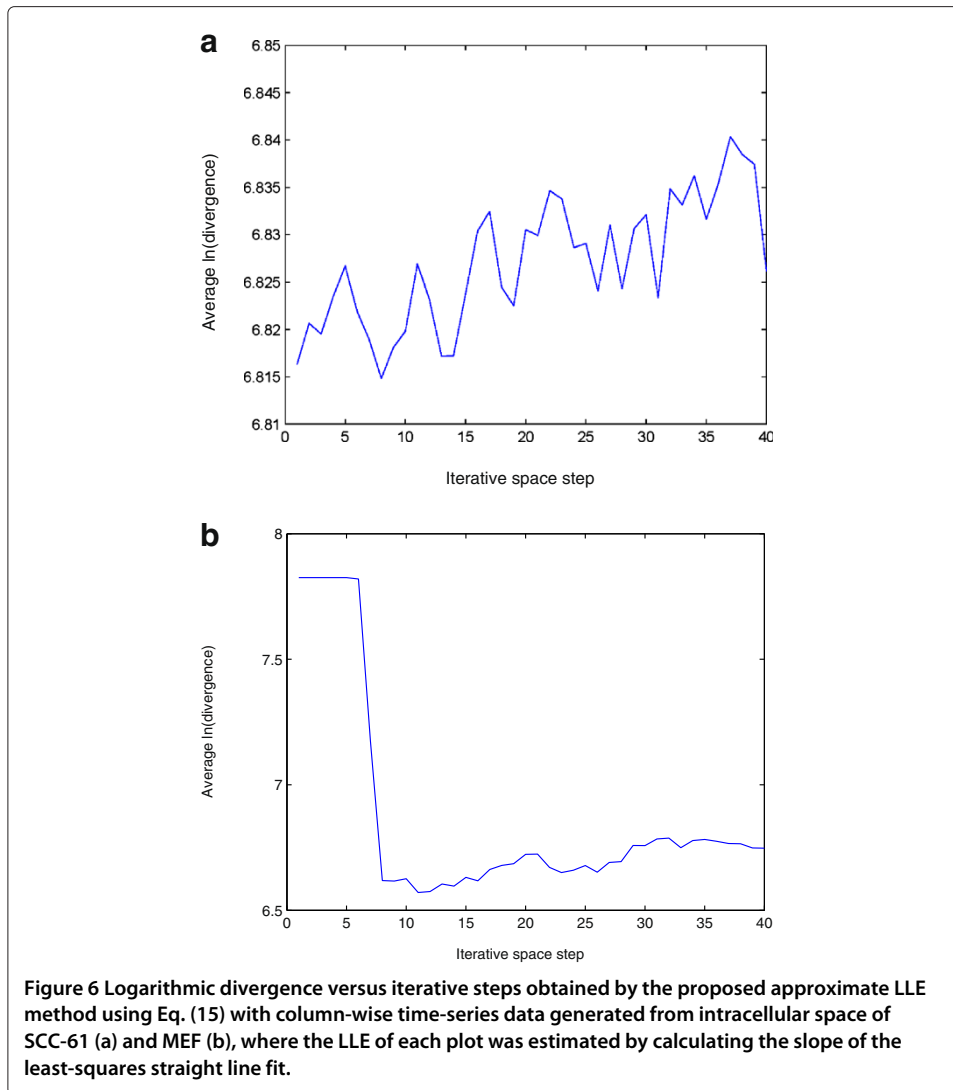 a
6.85
6.845
6.84
6.835
6.83
6.825
6.82
6.815
6.81
0 5 10 15 20 25 30 35 40
Average ln(divergence)
Iterative space step
b
8
7.5
7
6.5
0 5 10 15 20 25 30 35 40
Average ln(divergence)
Iterative space step
Figure 6 Logarithmic divergence versus iterative steps obtained by the proposed approximate LLE
method using Eq. (15) with column-wise time-series data generated from intracellular space of
SCC-61 (a) and MEF (b), where the LLE of each plot was estimated by calculating the slope of the
least-squares straight line fit.